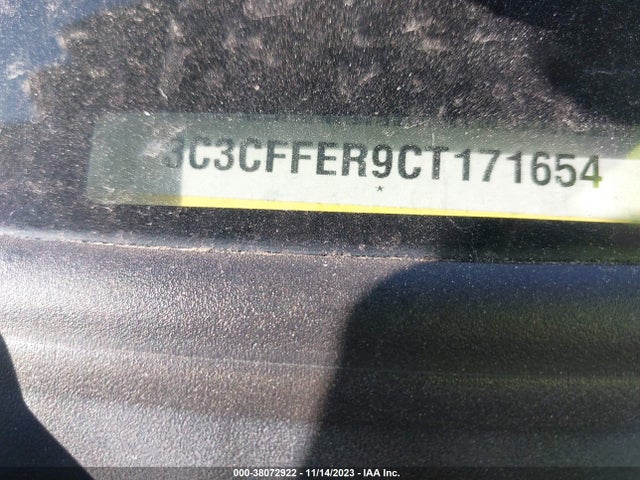 3C3CFFER9CT171654
*
000-38072922 - 11/14/2023 - IAA Inc.